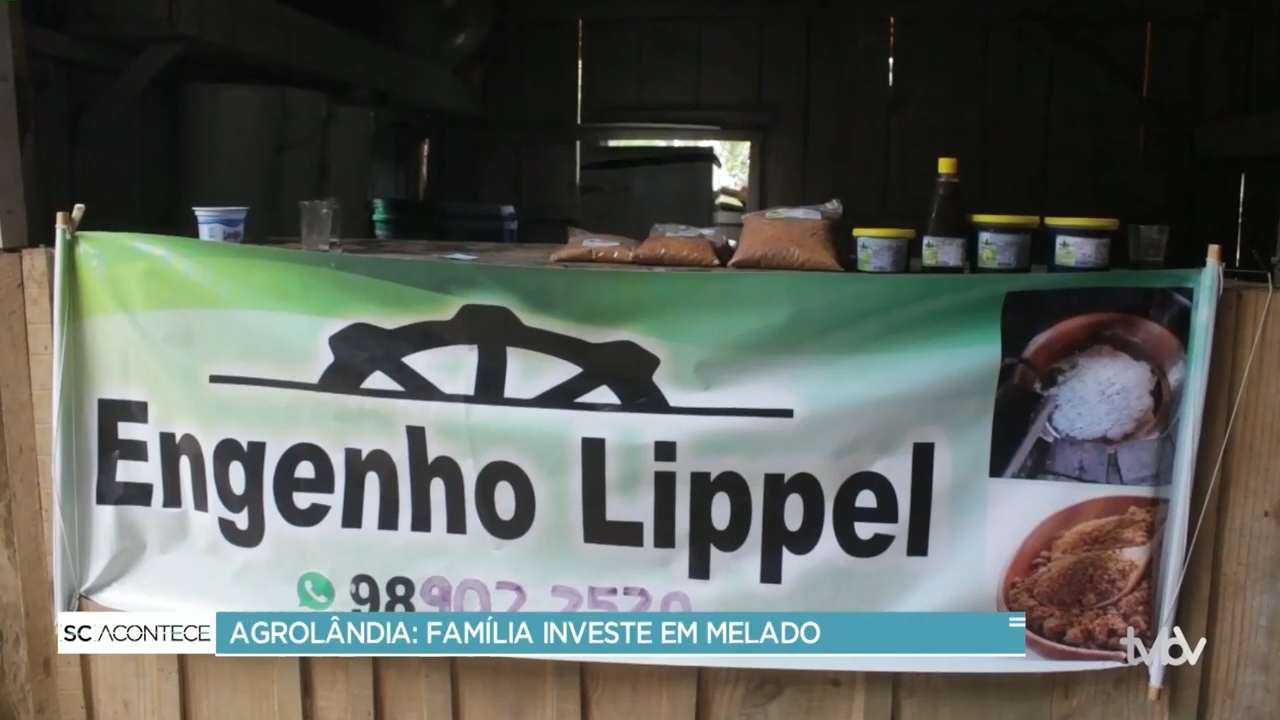 Engenho Lippel
SC ACONTECE
AGROLÂNDIA: FAMÍLIA INVESTE EM MELADO
tvbv